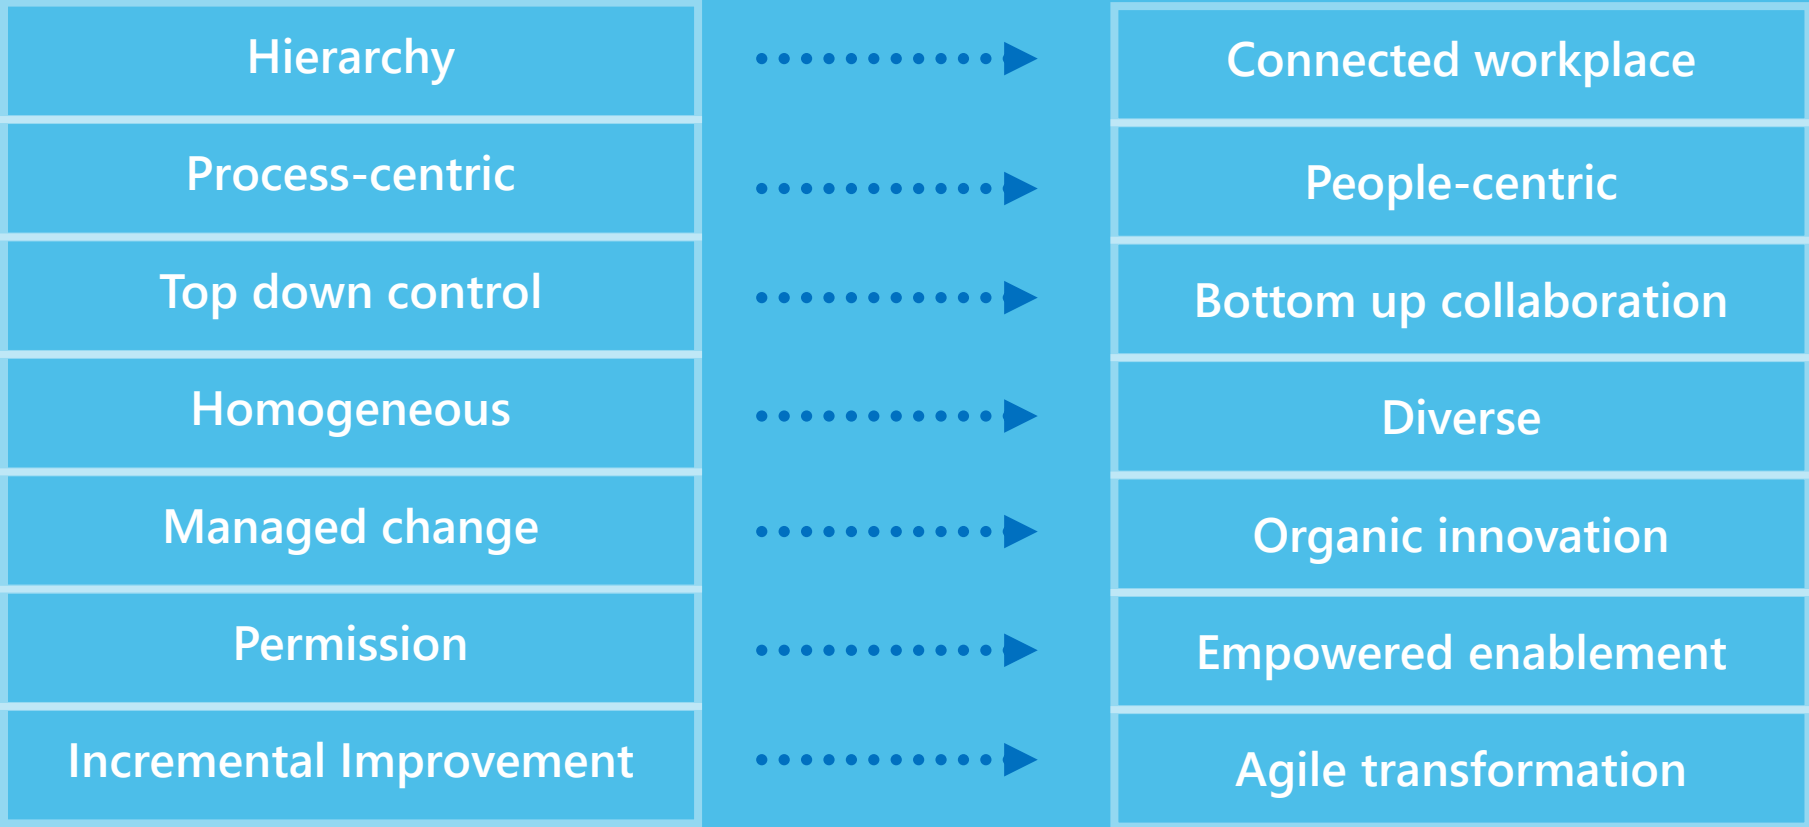 Hierarchy
Connected workplace
Process-centric
People-centric
Top down control
Bottom up collaboration
Homogeneous
Diverse
Managed change
Organic innovation
Permission
Empowered enablement
Incremental Improvement
Agile transformation